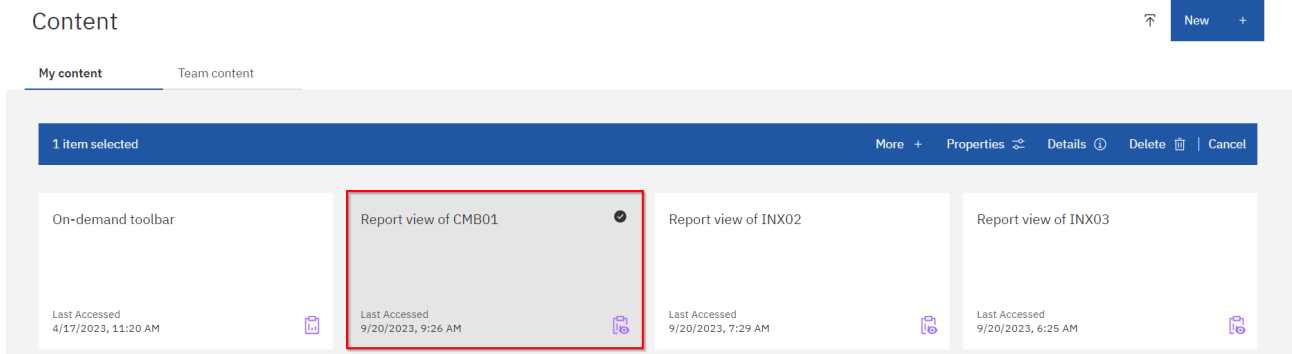 Content
New +
My content
Team content
1 item selected
More +
Properties
Details
Delete
Cancel
On-demand toolbar
Report view of CMB01
Report view of INX02
Report view of INX03
Last Accessed
4/17/2023, 11:20 AM
Last Accessed
9/20/2023, 9:26 AM
Last Accessed
9/20/2023, 7:29 AM
Last Accessed
9/20/2023, 6:25 AM